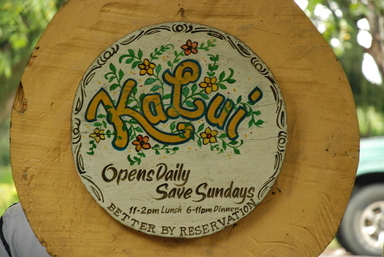 KaLui
Opens Daily
Save Sundays
11-2pm Lunch 6-11pm Dinner
BETTER BY RESERVATION